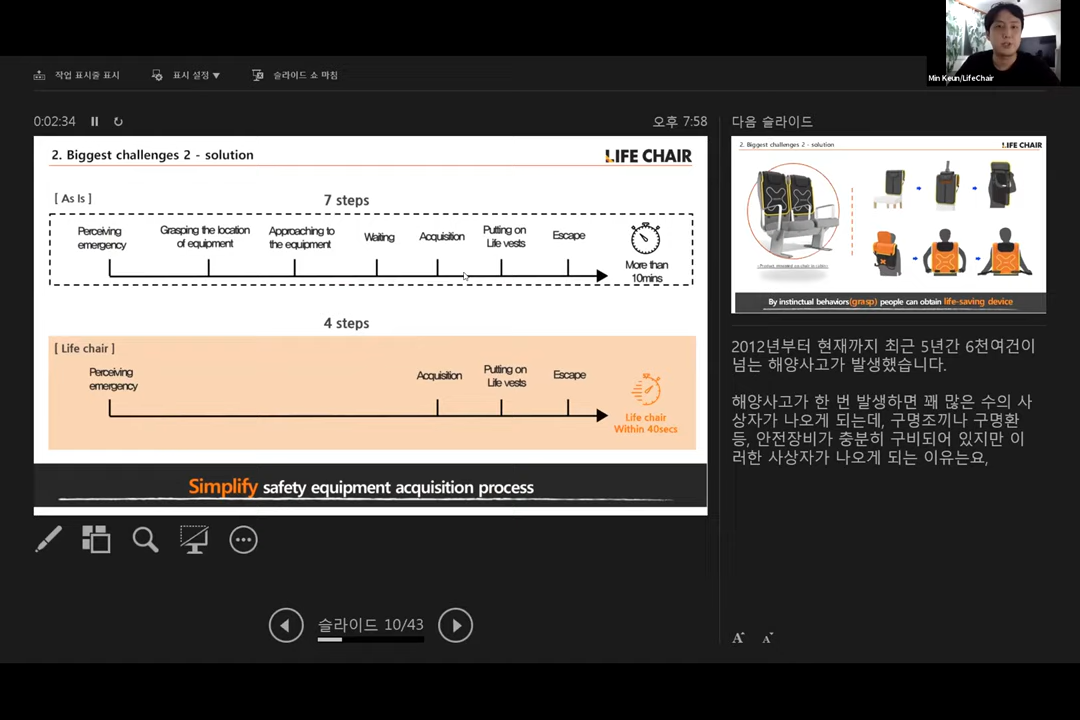 Min Keun/LifeChair
작업 표시줄 표시
표시 설정 ▼
슬라이드 쇼 마침
0:02:34
오후 7:58
다음 슬라이드
2. Biggest challenges 2 - solution
LIFE CHAIR
[ As Is ]
7 steps
Perceiving
emergency
Grasping the location
of equipment
Approaching to
the equipment
Waiting
Acquisition
Putting on
Life vests
Escape
More than
10mins
4 steps
[ Life chair ]
Perceiving
emergency
Acquisition
Putting on
Life vests
Escape
Life chair
Within 40secs
Simplify safety equipment acquisition process
2. Biggest challenges 2 - solution
LIFE CHAIR
By instinctual behaviors(grasp) people can obtain life-saving device
2012년부터 현재까지 최근 5년간 6천여건이
넘는 해양사고가 발생했습니다.
해양사고가 한 번 발생하면 꽤 많은 수의 사
상자가 나오게 되는데, 구명조끼나 구명환
등, 안전장비가 충분히 구비되어 있지만 이
러한 사상자가 나오게 되는 이유는요,
슬라이드 10/43
A A